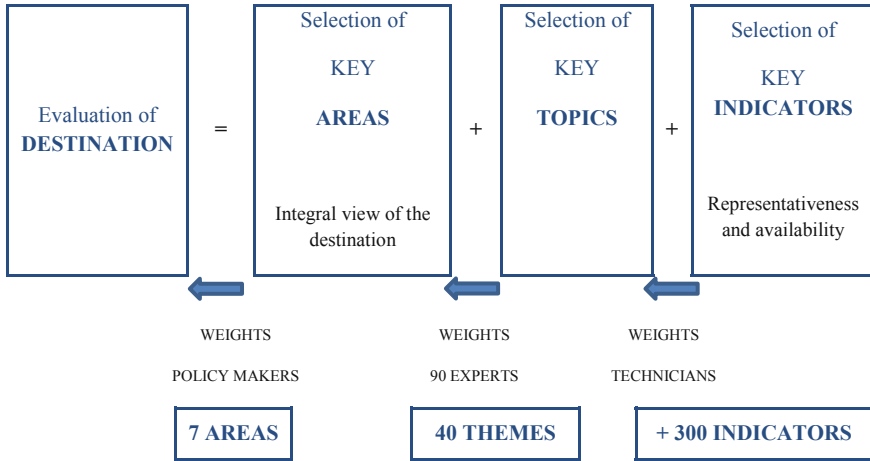 Evaluation of
DESTINATION
=
Selection of
KEY
AREAS
Integral view of the
destination
+
Selection of
KEY
TOPICS
+
Selection of
KEY
INDICATORS
Representativeness
and availability
WEIGHTS
POLICY MAKERS
WEIGHTS
90 EXPERTS
WEIGHTS
TECHNICIANS
7 AREAS
40 THEMES
+ 300 INDICATORS